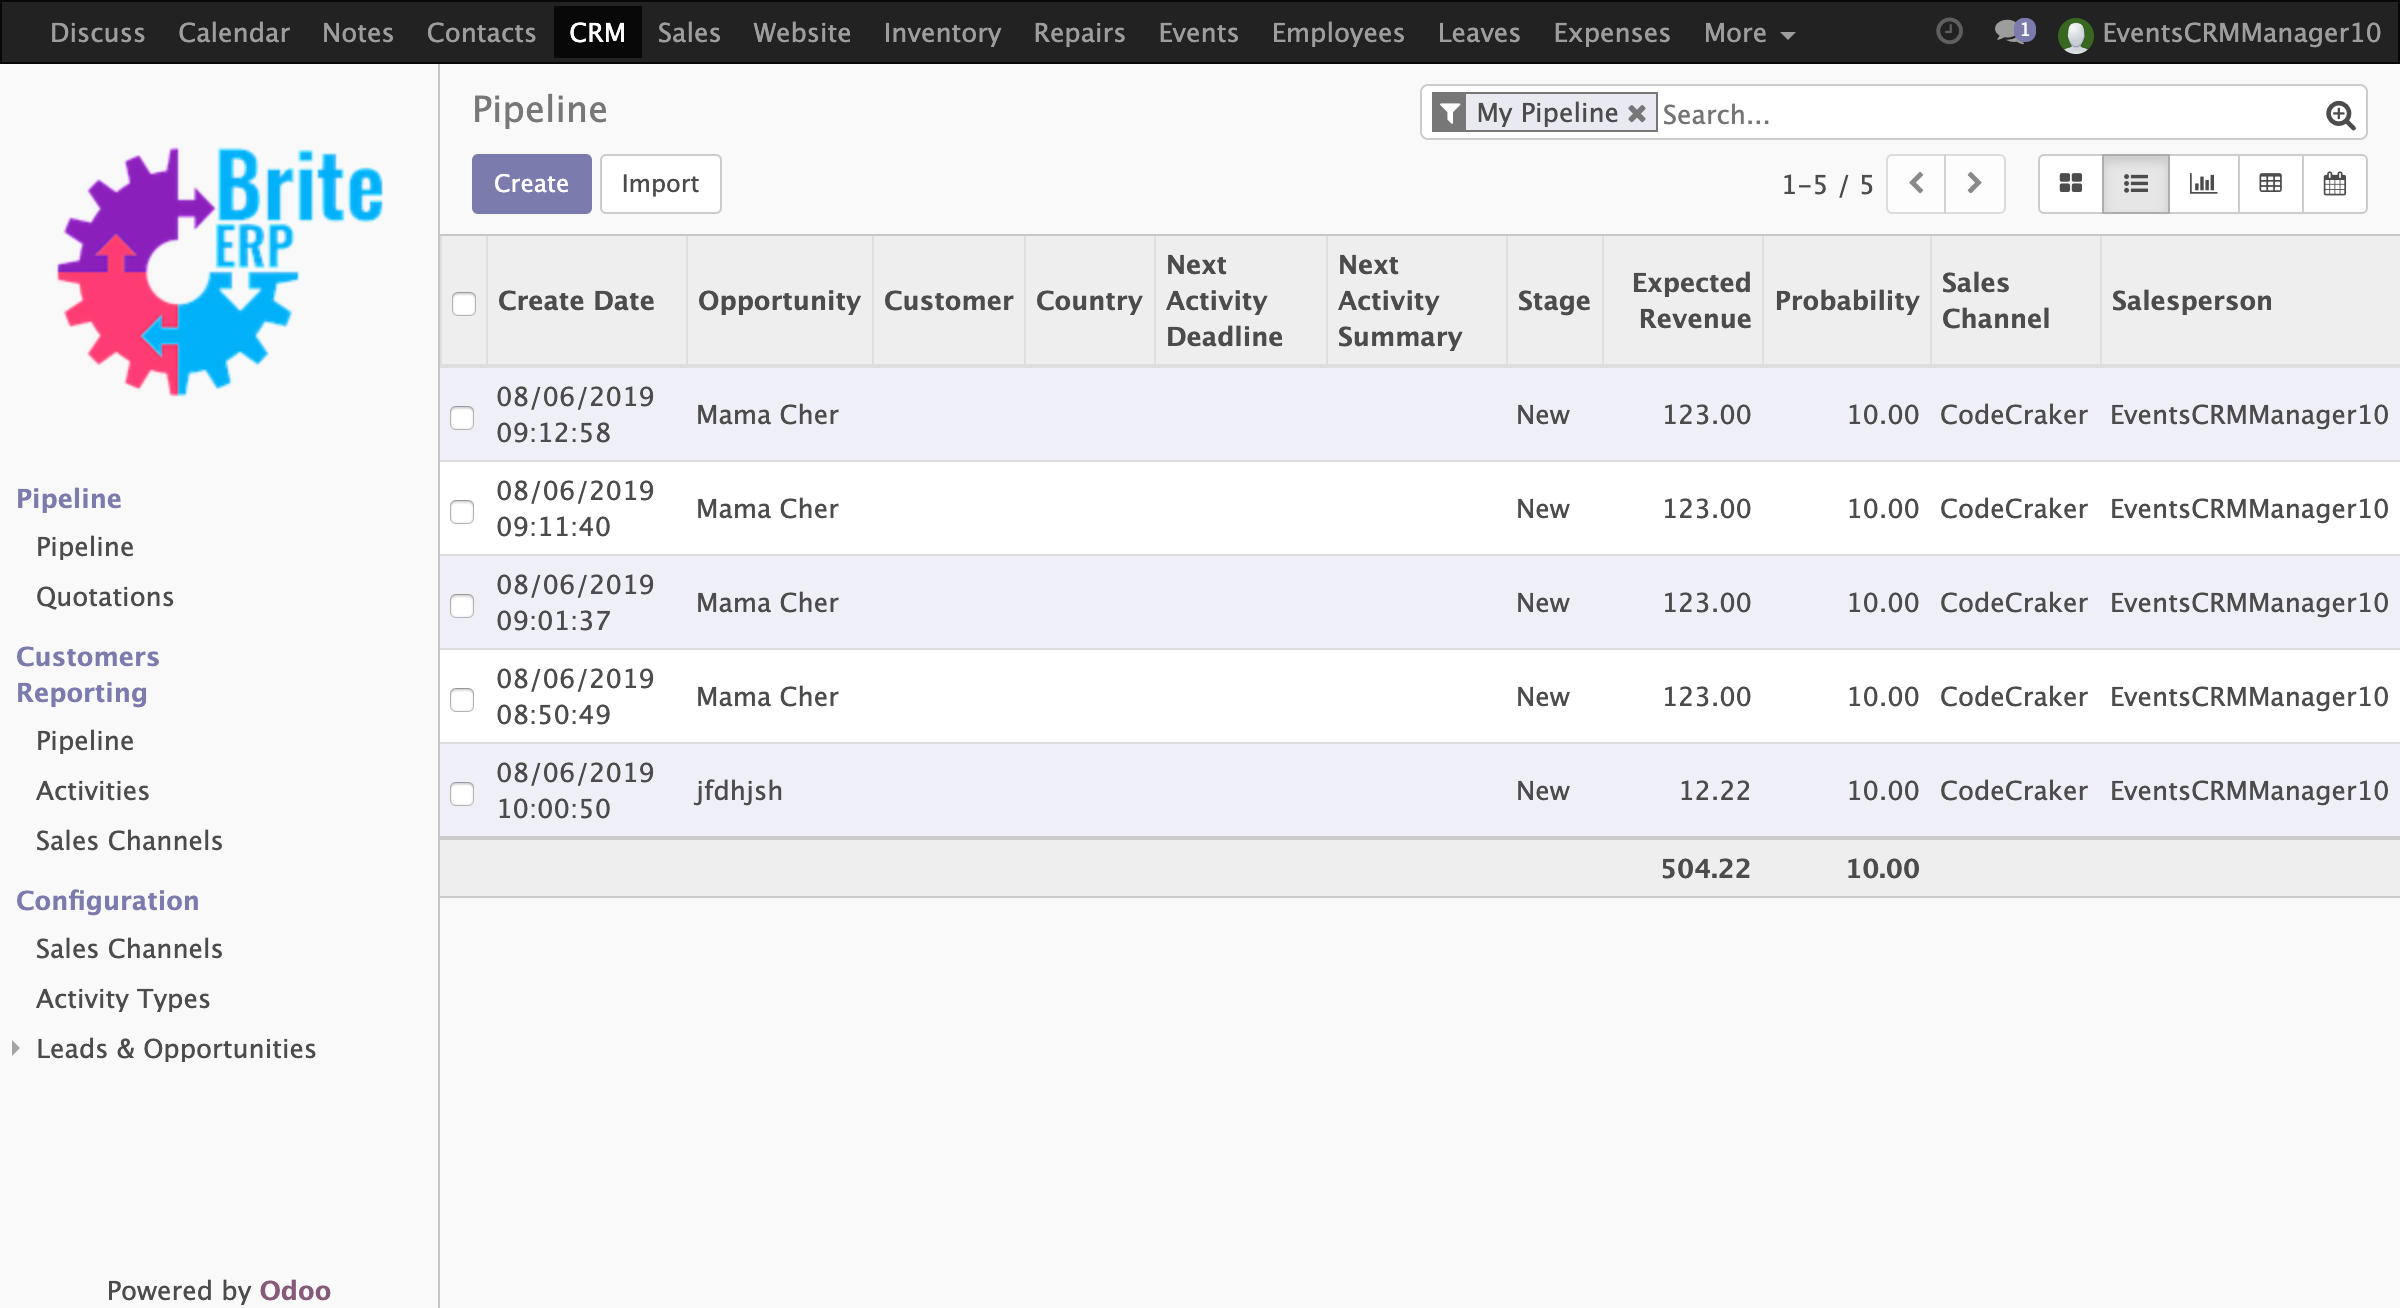 Discuss Calendar Notes Contacts CRM Sales Website Inventory Repairs Events Employees Leaves Expenses More 1 EventsCRMManager10
Brite
ERP
Pipeline
Pipeline
Quotations
Customers
Reporting
Pipeline
Activities
Sales Channels
Configuration
Sales Channels
Activity Types
Leads & Opportunities
Powered by Odoo
Pipeline
My Pipeline Search...
Create Import
1-5 / 5
Create Date Opportunity Customer Country Next Activity Deadline Next Activity Summary Stage Expected Revenue Probability Sales Channel Salesperson
08/06/2019 09:12:58 Mama Cher New 123.00 10.00 CodeCraker EventsCRMManager10
08/06/2019 09:11:40 Mama Cher New 123.00 10.00 CodeCraker EventsCRMManager10
08/06/2019 09:01:37 Mama Cher New 123.00 10.00 CodeCraker EventsCRMManager10
08/06/2019 08:50:49 Mama Cher New 123.00 10.00 CodeCraker EventsCRMManager10
08/06/2019 10:00:50 jfdhjsh New 12.22 10.00 CodeCraker EventsCRMManager10
504.22 10.00